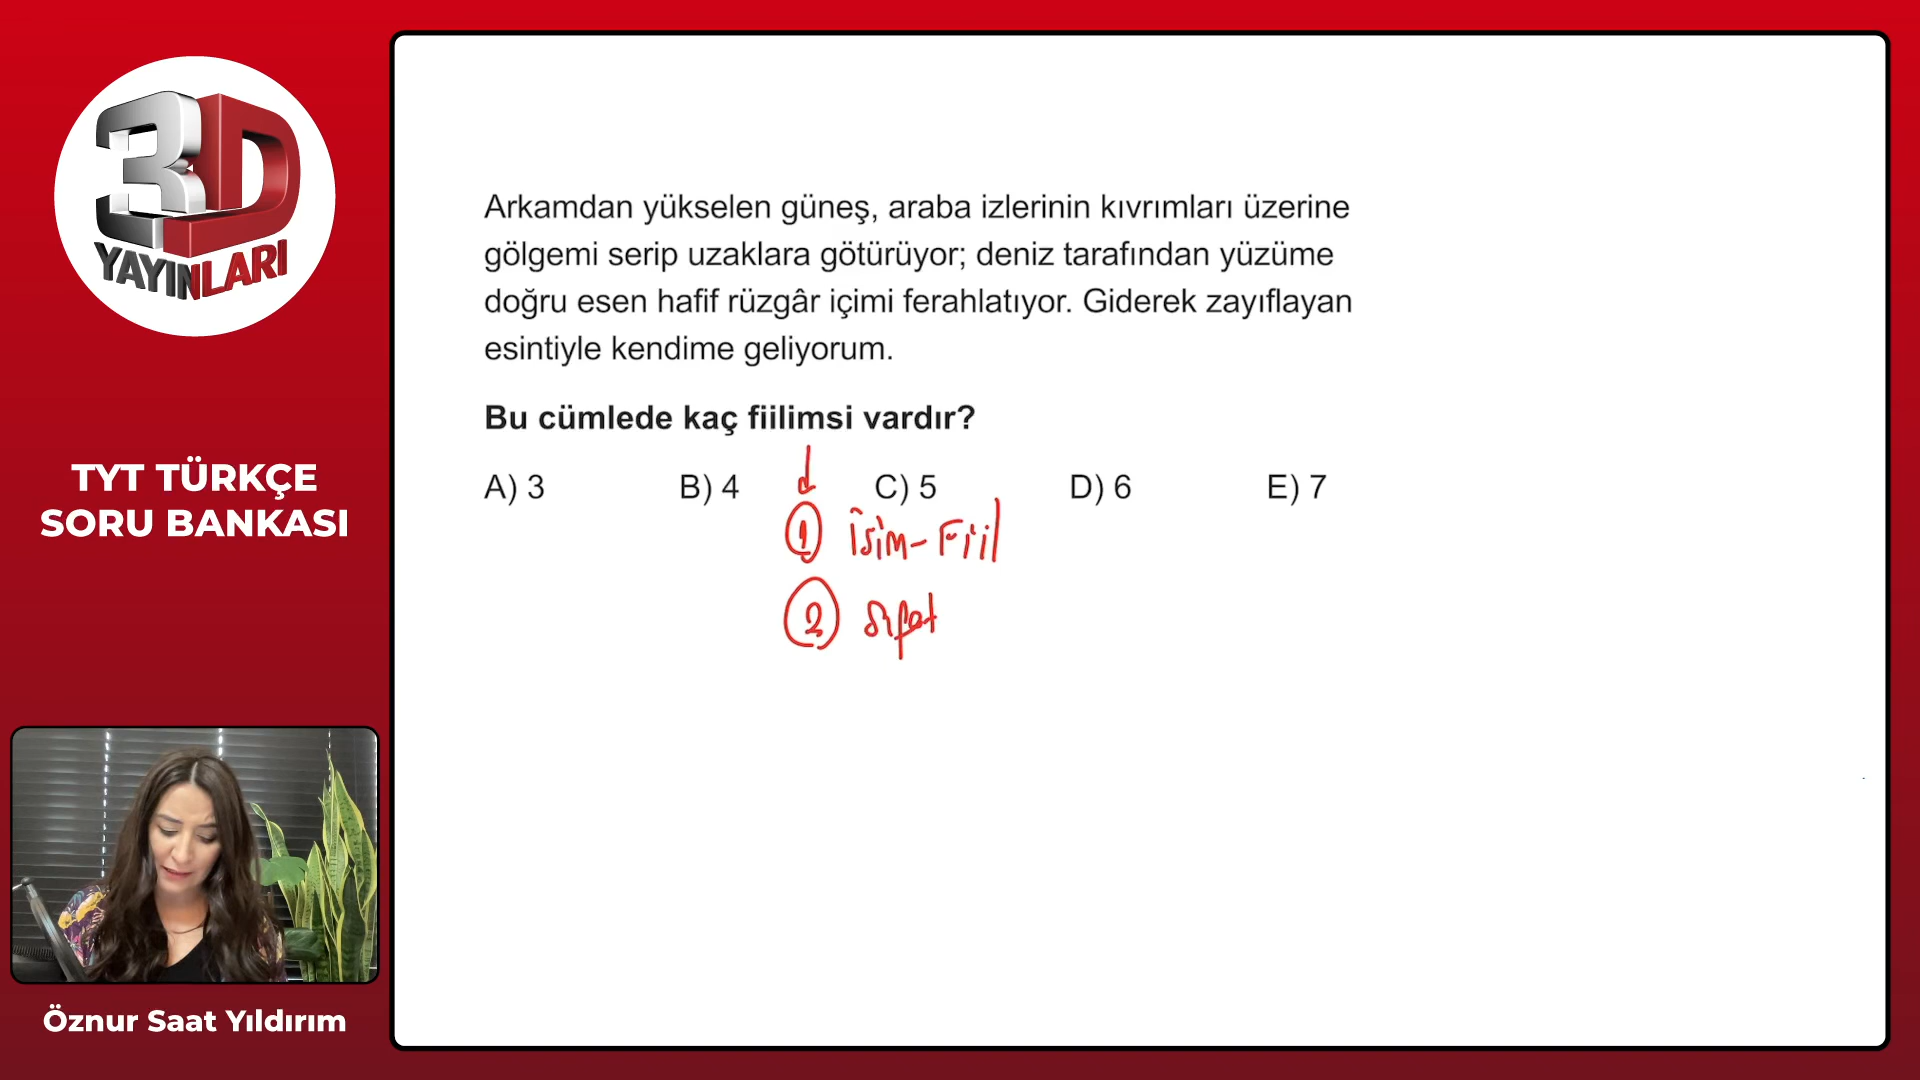 3D
YAYINLARI
TYT TÜRKÇE
SORU BANKASI
Öznur Saat Yıldırım
Arkamdan yükselen güneş, araba izlerinin kıvrımları üzerine
gölgemi serip uzaklara götürüyor; deniz tarafından yüzüme
doğru esen hafif rüzgâr içimi ferahlatıyor. Giderek zayıflayan
esintiyle kendime geliyorum.
Bu cümlede kaç fiilimsi vardır?
A) 3 B) 4 C) 5 D) 6 E) 7
1 İsim-Fiil
2 Sıfat